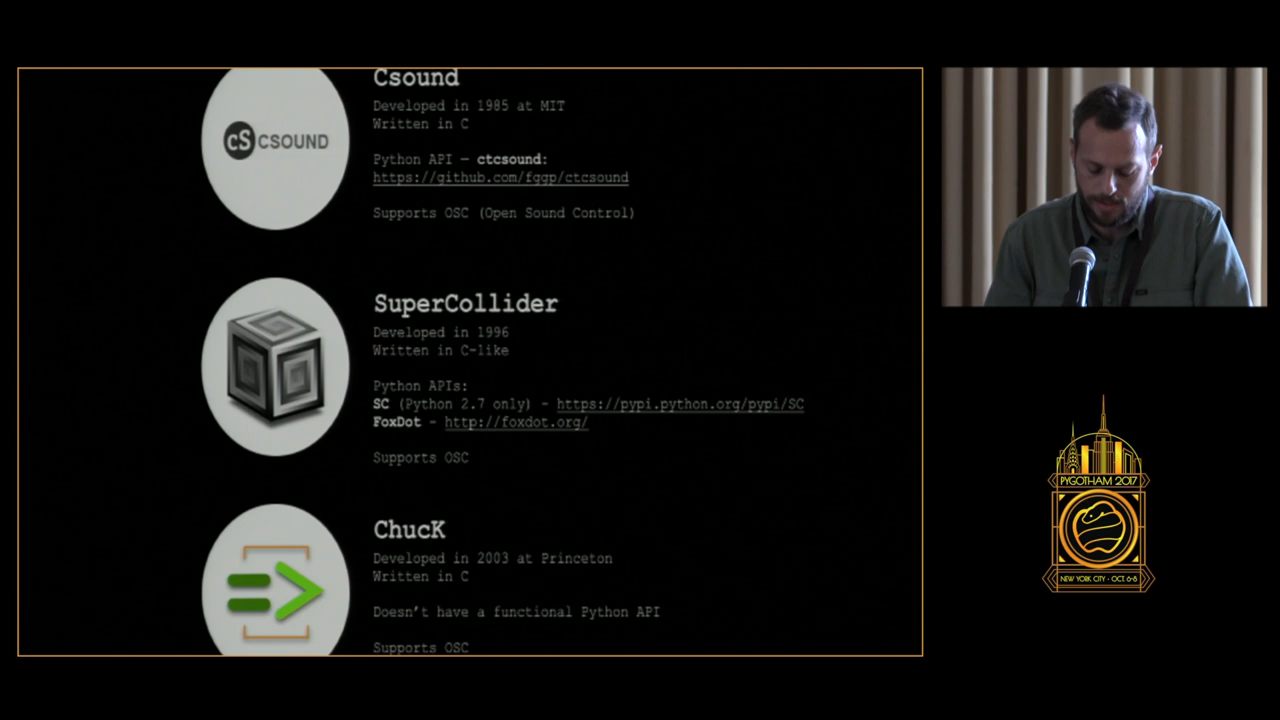 Csound
Developed in 1985 at MIT
Written in C
Python API – ctcsound:
https://github.com/fggp/ctcsound
Supports OSC (Open Sound Control)
cS CSOUND
SuperCollider
Developed in 1996
Written in C-like
Python APIs:
SC (Python 2.7 only) - https://pypi.python.org/pypi/SC
FoxDot - http://foxdot.org/
Supports OSC
ChucK
Developed in 2003 at Princeton
Written in C
Doesn't have a functional Python API
Supports OSC
PYGOTHAM 2017
NEW YORK CITY - OCT. 6-8